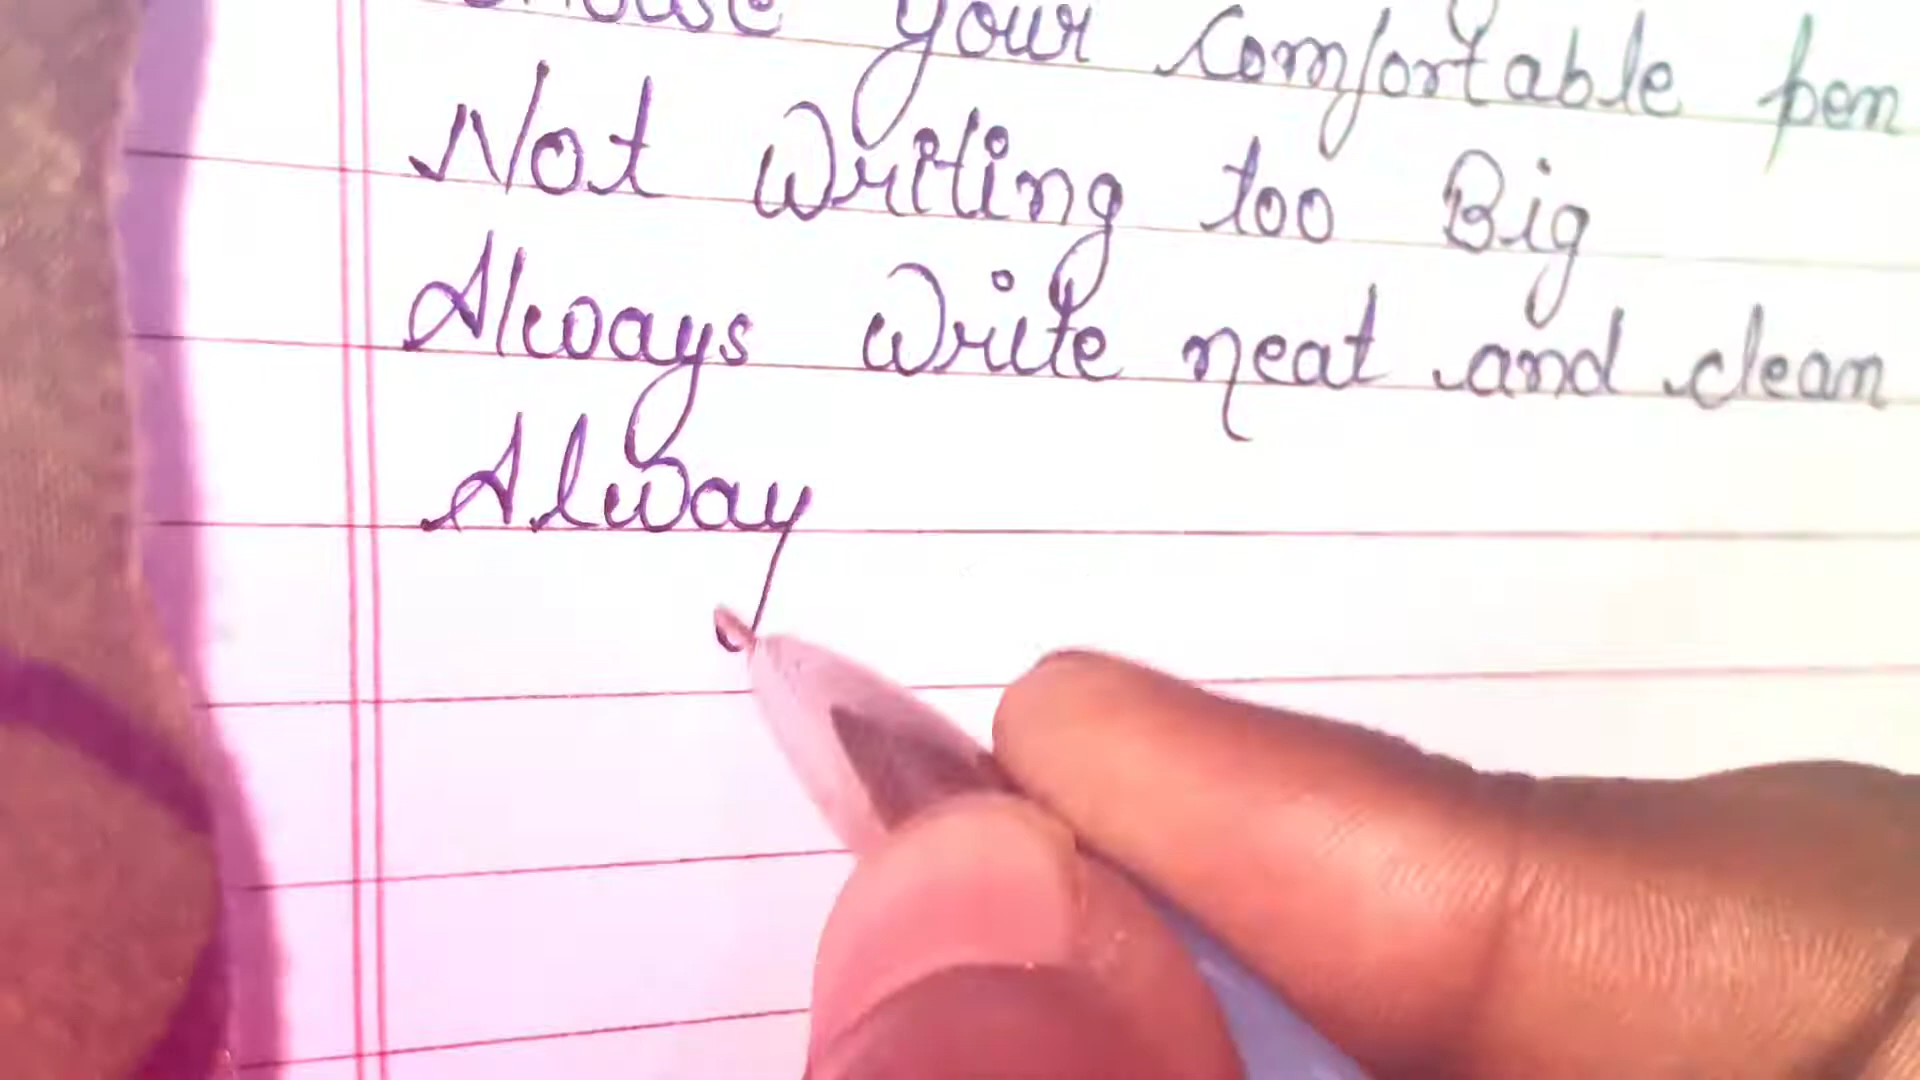 your comfortable pen
Not Writing too Big
Always Write neat and clean
Alway